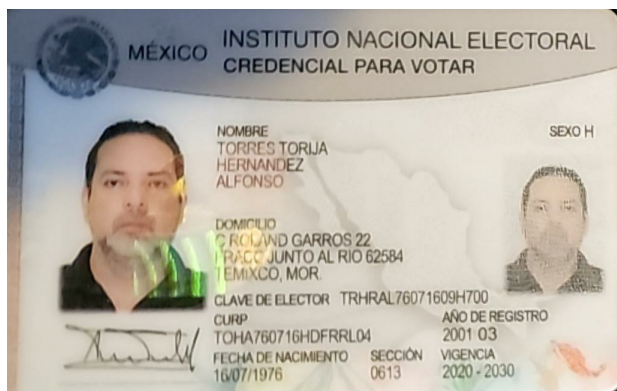 MÉXICO INSTITUTO NACIONAL ELECTORAL
CREDENCIAL PARA VOTAR
NOMBRE SEXO H
TORRES TORIJA
HERNANDEZ
ALFONSO
DOMICILIO
C ROLAND GARROS 22
FRACC JUNTO AL RIO 62584
TEMIXCO, MOR.
CLAVE DE ELECTOR TRHRAL76071609H700
CURP AÑO DE REGISTRO
TOHA760716HDFRRL04 2001 03
FECHA DE NACIMIENTO SECCIÓN VIGENCIA
16/07/1976 0613 2020 - 2030